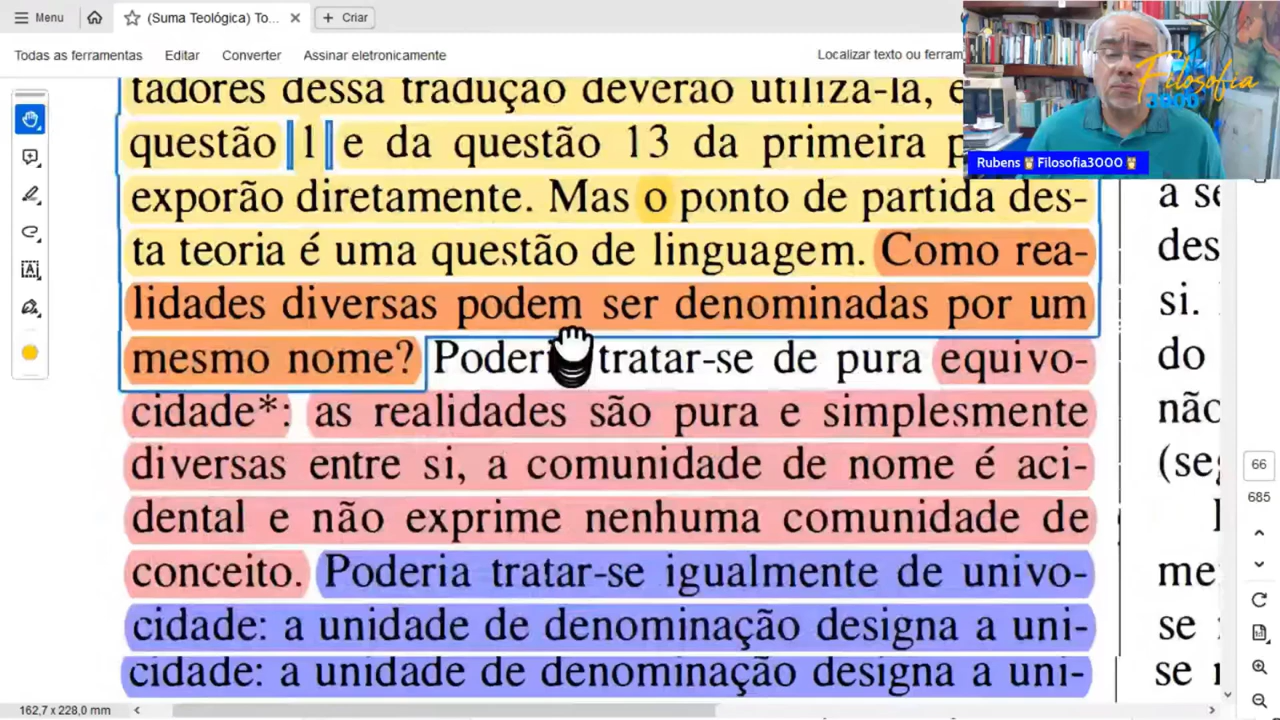 Menu
(Suma Teológica) To...
Criar
Todas as ferramentas
Editar
Converter
Assinar eletronicamente
Localizar texto ou ferram
Filosofia
3000
Rubens Filosofia3000
tadores dessa tradução deverão utilizá-la, e
questão 1 e da questão 13 da primeira p
exporão diretamente. Mas o ponto de partida des-
ta teoria é uma questão de linguagem. Como rea-
lidades diversas podem ser denominadas por um
mesmo nome? Poderi tratar-se de pura equivo-
cidade*: as realidades são pura e simplesmente
diversas entre si, a comunidade de nome é aci-
dental e não exprime nenhuma comunidade de
conceito. Poderia tratar-se igualmente de univo-
cidade: a unidade de denominação designa a uni-
cidade: a unidade de denominação designa a uni-
a se
des
si.
do
não
(seg
me
se
se r
66
685
162,7 x 228,0 mm